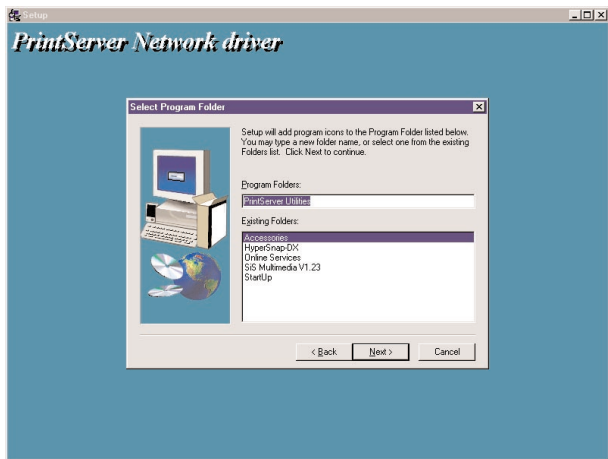 Setup
PrintServer Network driver
Select Program Folder
Setup will add program icons to the Program Folder listed below.
You may type a new folder name, or select one from the existing
Folders list. Click Next to continue.
Program Folders:
PrintServer Utilities
Existing Folders:
Accessories
HyperSnap-DX
Online Services
SiS Multimedia V1.23
StartUp
< Back
Next >
Cancel